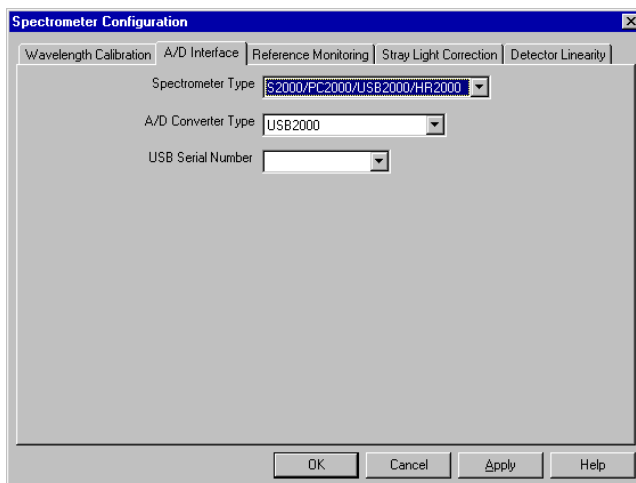 Spectrometer Configuration
Wavelength Calibration A/D Interface Reference Monitoring Stray Light Correction Detector Linearity
Spectrometer Type S2000/PC2000/USB2000/HR2000
A/D Converter Type USB2000
USB Serial Number
OK Cancel Apply Help